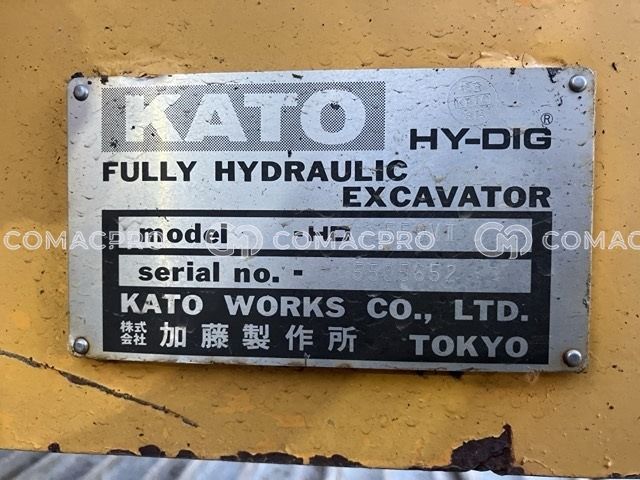 KATO
HY-DIG®
FULLY HYDRAULIC
EXCAVATOR
model - HD
serial no. -
KATO WORKS CO., LTD.
株式会社 加藤製作所 TOKYO
COMACPRO COMACPRO COMACPRO